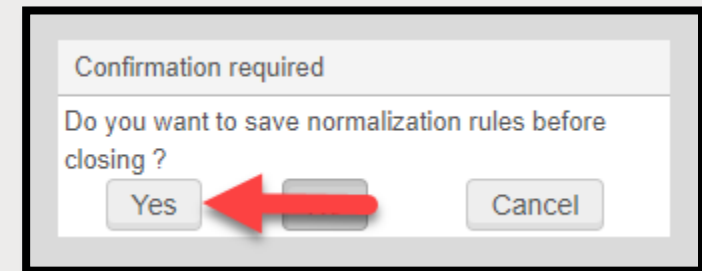 Confirmation required
Do you want to save normalization rules before
closing ?
Yes Cancel